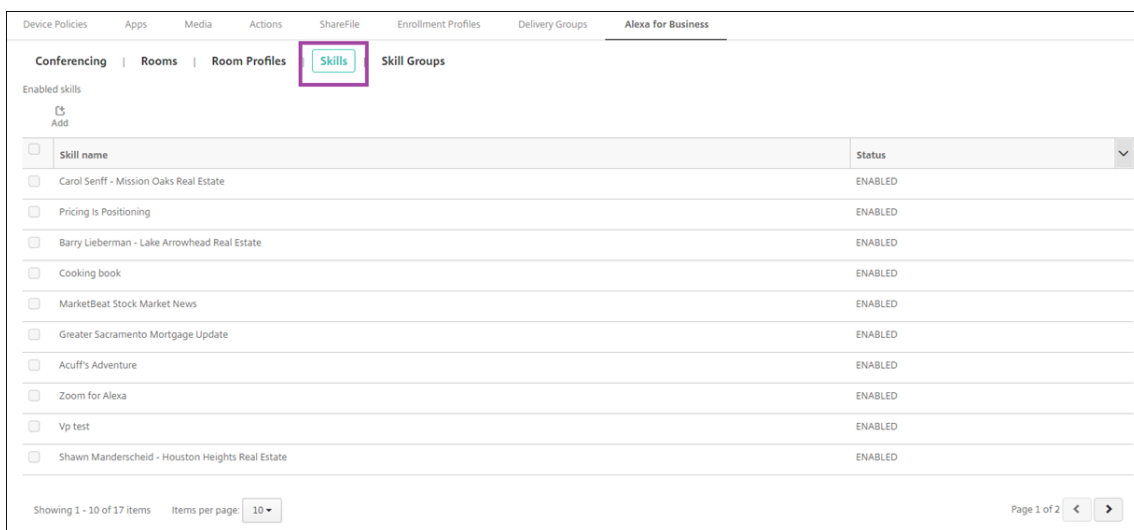 Device Policies Apps Media Actions ShareFile Enrollment Profiles Delivery Groups Alexa for Business
Conferencing | Rooms | Room Profiles | Skills | Skill Groups
Enabled skills
Add
Skill name Status
Carol Senff - Mission Oaks Real Estate ENABLED
Pricing Is Positioning ENABLED
Barry Lieberman - Lake Arrowhead Real Estate ENABLED
Cooking book ENABLED
MarketBeat Stock Market News ENABLED
Greater Sacramento Mortgage Update ENABLED
Acuff's Adventure ENABLED
Zoom for Alexa ENABLED
Vp test ENABLED
Shawn Manderscheid - Houston Heights Real Estate ENABLED
Showing 1 - 10 of 17 items Items per page: 10 Page 1 of 2